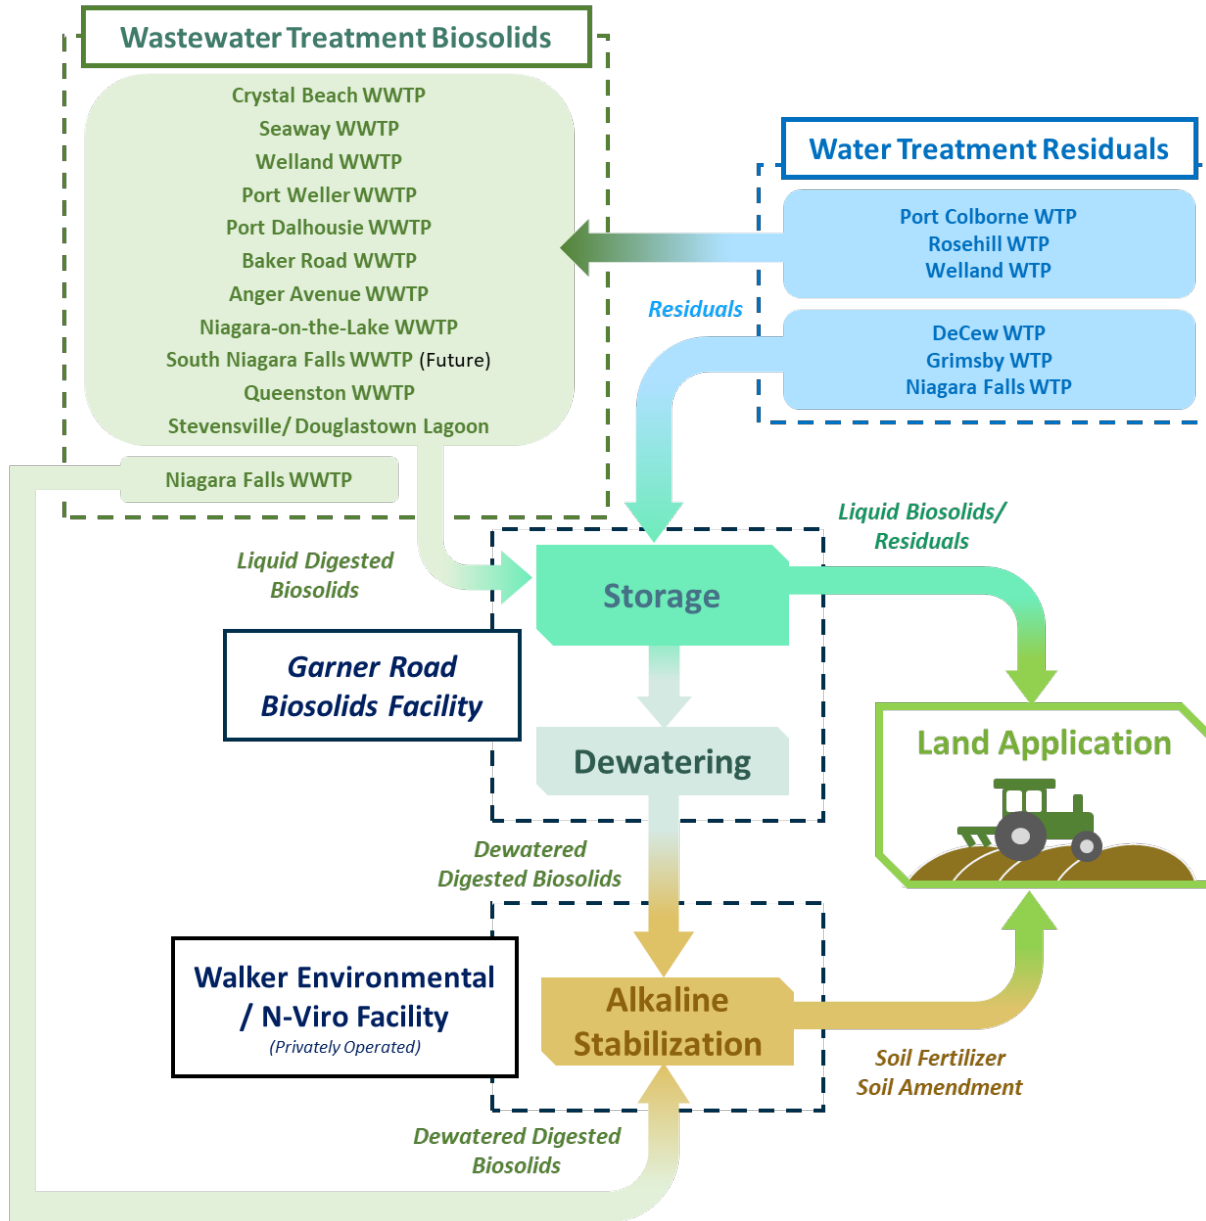 Wastewater Treatment Biosolids
Crystal Beach WWTP
Seaway WWTP
Welland WWTP
Port Weller WWTP
Port Dalhousie WWTP
Baker Road WWTP
Anger Avenue WWTP
Niagara-on-the-Lake WWTP
South Niagara Falls WWTP (Future)
Queenston WWTP
Stevensville/ Douglastown Lagoon
Niagara Falls WWTP
Water Treatment Residuals
Port Colborne WTP
Rosehill WTP
Welland WTP
DeCew WTP
Grimsby WTP
Niagara Falls WTP
Residuals
Liquid Digested
Biosolids
Liquid Biosolids/
Residuals
Storage
Garner Road
Biosolids Facility
Dewatering
Land Application
Dewatered
Digested Biosolids
Walker Environmental
/ N-Viro Facility
(Privately Operated)
Alkaline
Stabilization
Soil Fertilizer
Soil Amendment
Dewatered Digested
Biosolids